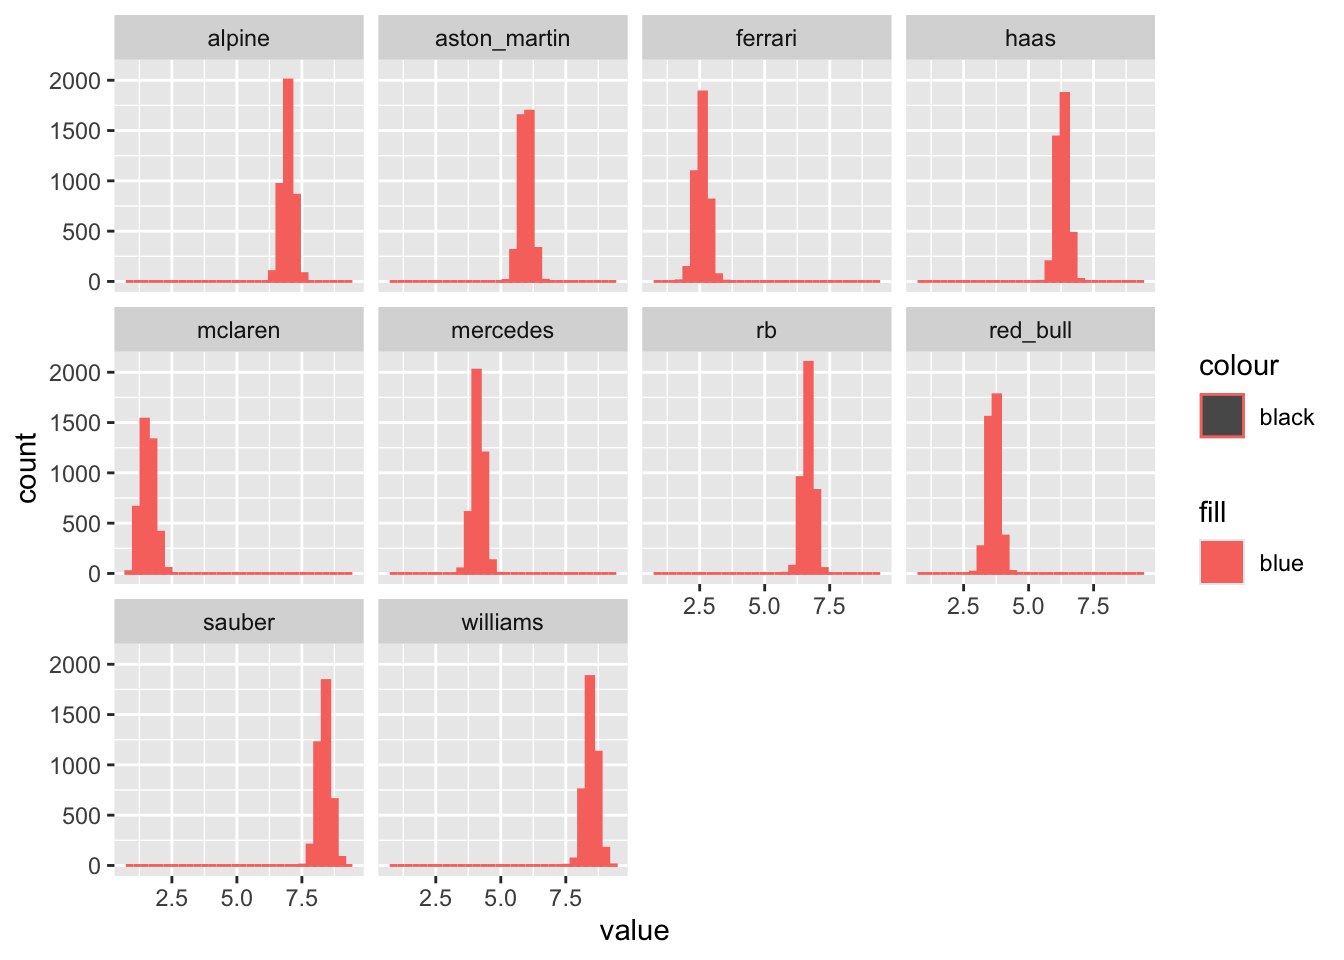 alpine aston_martin ferrari haas
2000
1500
1000
500
0
mclaren mercedes rb red_bull
2000
1500
1000
500
0
2.5 5.0 7.5 2.5 5.0 7.5
sauber williams
2000
1500
1000
500
0
2.5 5.0 7.5 2.5 5.0 7.5
value
count
colour
black
fill
blue